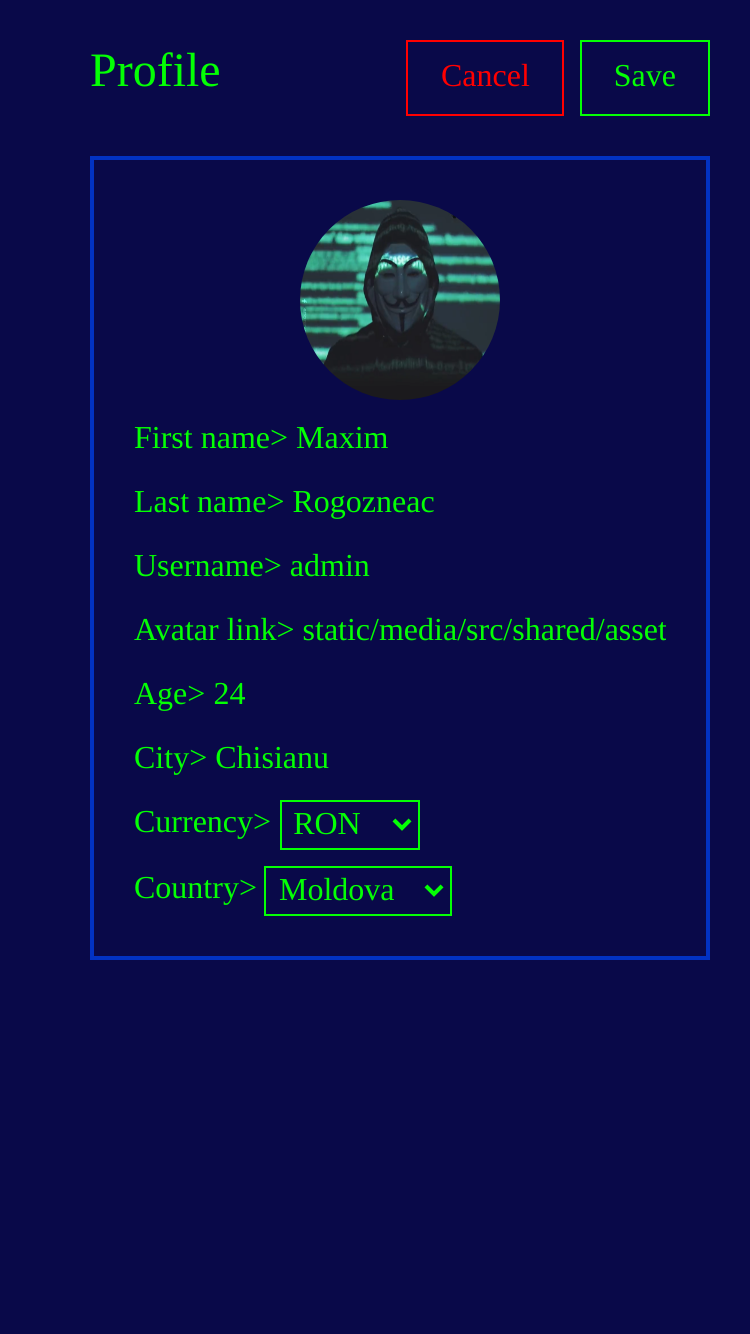 Profile
Cancel
Save
First name> Maxim
Last name> Rogozneac
Username> admin
Avatar link> static/media/src/shared/asset
Age> 24
City> Chisianu
Currency> RON
Country> Moldova